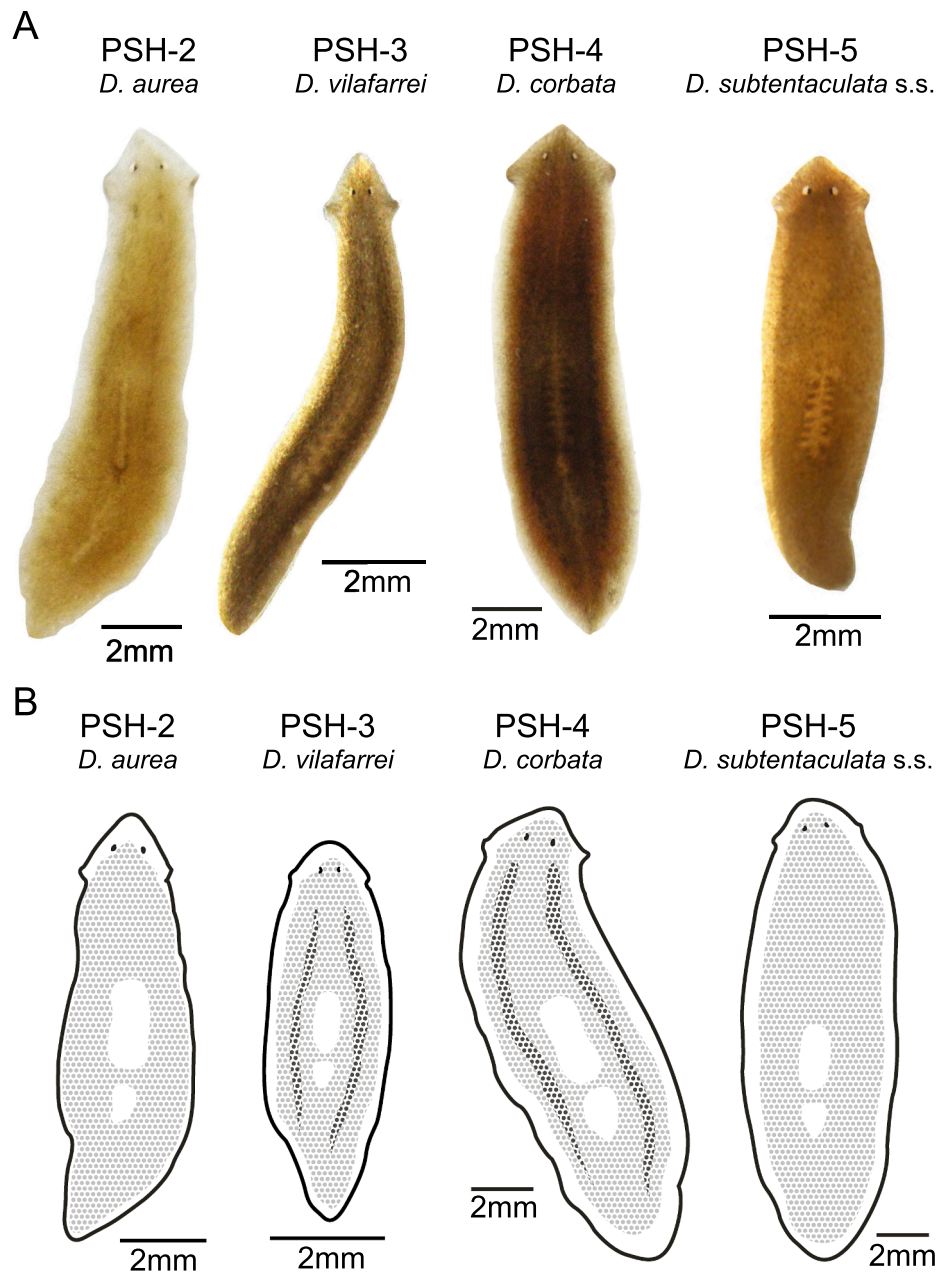 A
PSH-2 PSH-3 PSH-4 PSH-5
D. aurea D. vilafarrei D. corbata D. subtentaculata s.s.
2mm
2mm
2mm
2mm
B
PSH-2 PSH-3 PSH-4 PSH-5
D. aurea D. vilafarrei D. corbata D. subtentaculata s.s.
2mm
2mm
2mm
2mm